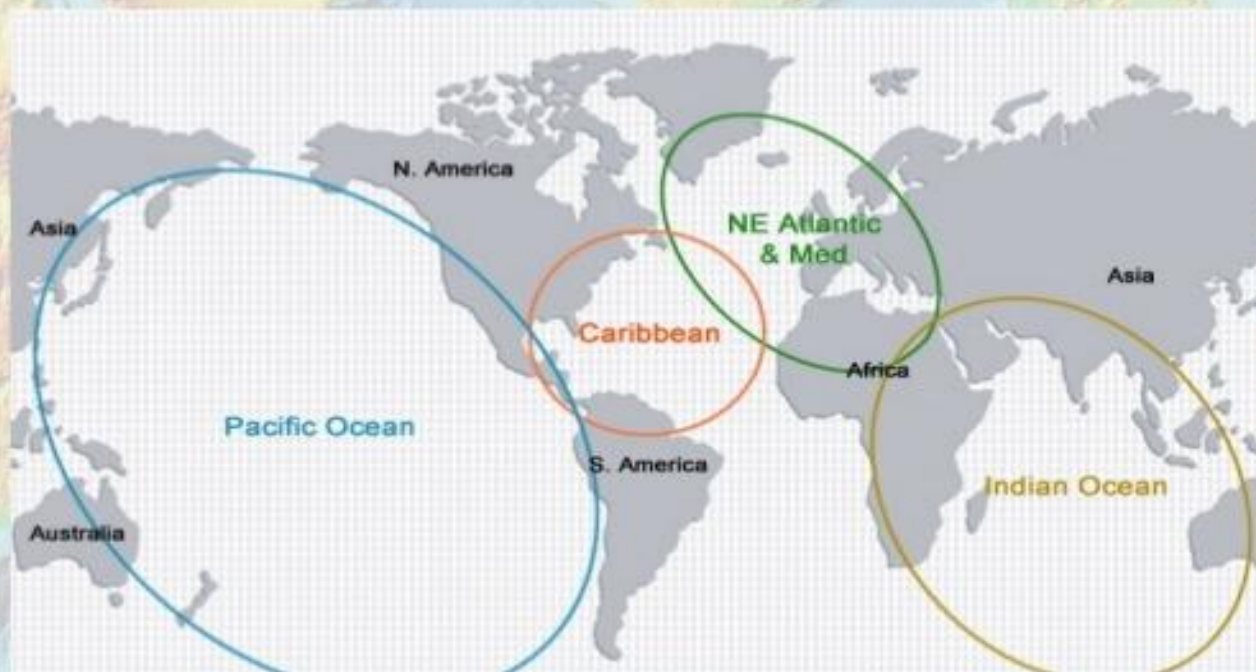 N. America
Asia
NE Atlantic
& Med
Asia
Caribbean
Africa
Pacific Ocean
S. America
Indian Ocean
Australia